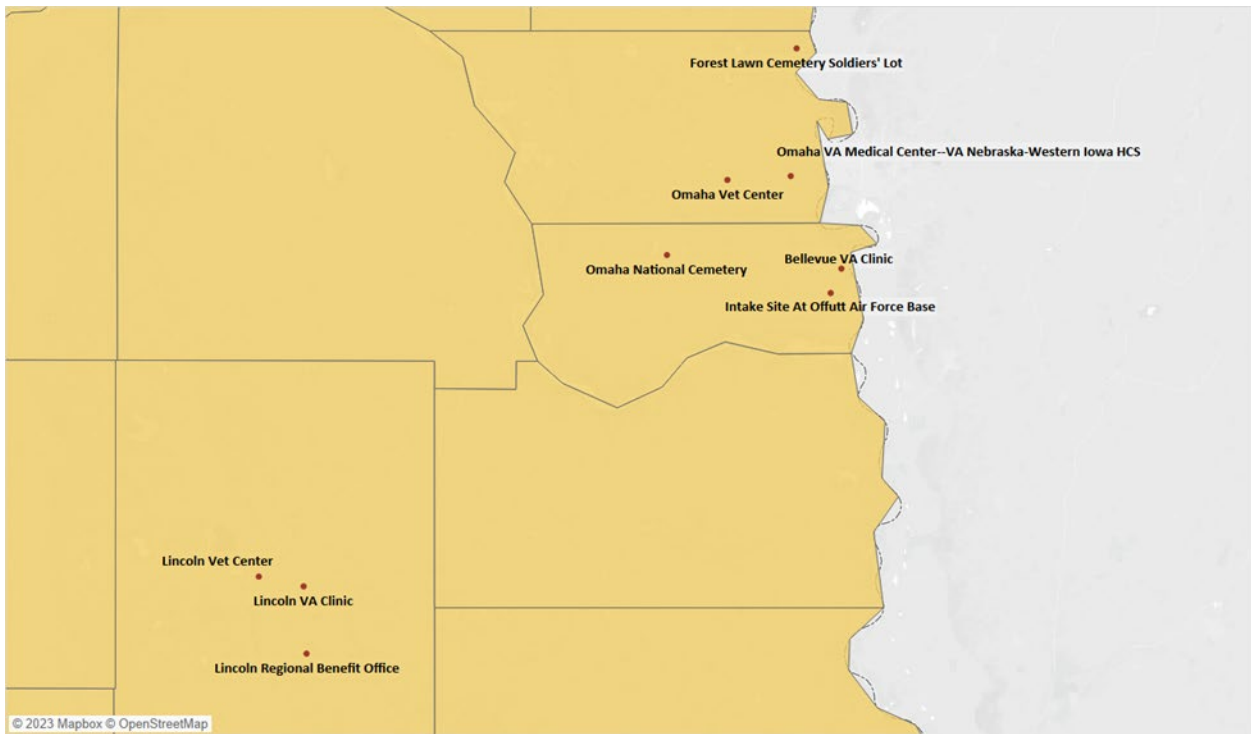 Forest Lawn Cemetery Soldiers' Lot
Omaha VA Medical Center--VA Nebraska-Western Iowa HCS
Omaha Vet Center
Omaha National Cemetery
Bellevue VA Clinic
Intake Site At Offutt Air Force Base
Lincoln Vet Center
Lincoln VA Clinic
Lincoln Regional Benefit Office
© 2023 Mapbox © OpenStreetMap